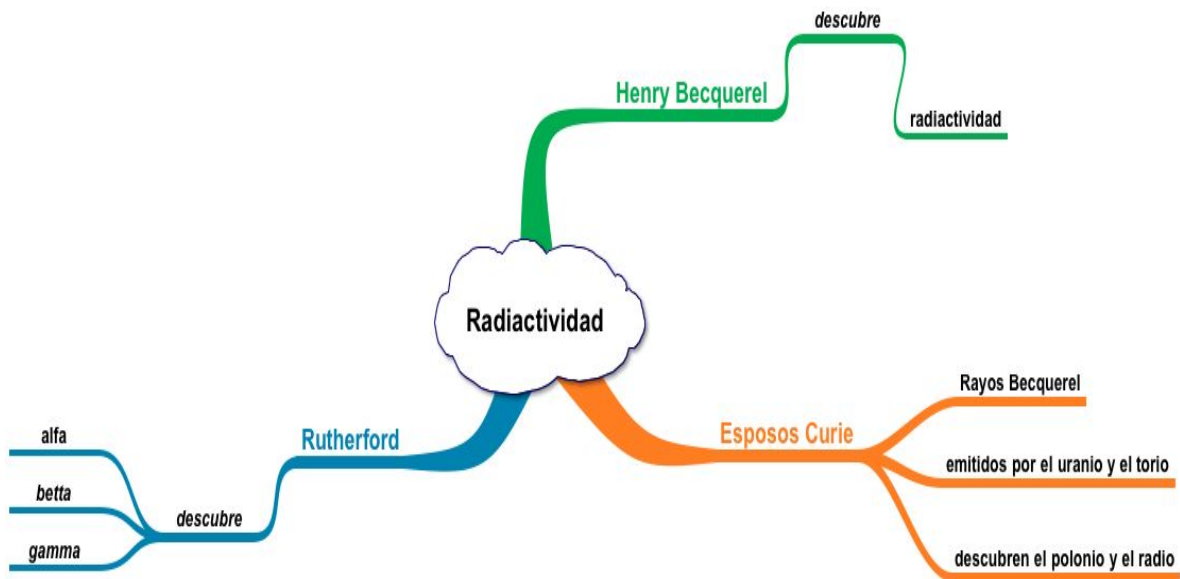 descubre
Henry Becquerel
radiactividad
Radiactividad
Rayos Becquerel
Esposos Curie
emitidos por el uranio y el torio
descubren el polonio y el radio
Rutherford
descubre
alfa
betta
gamma